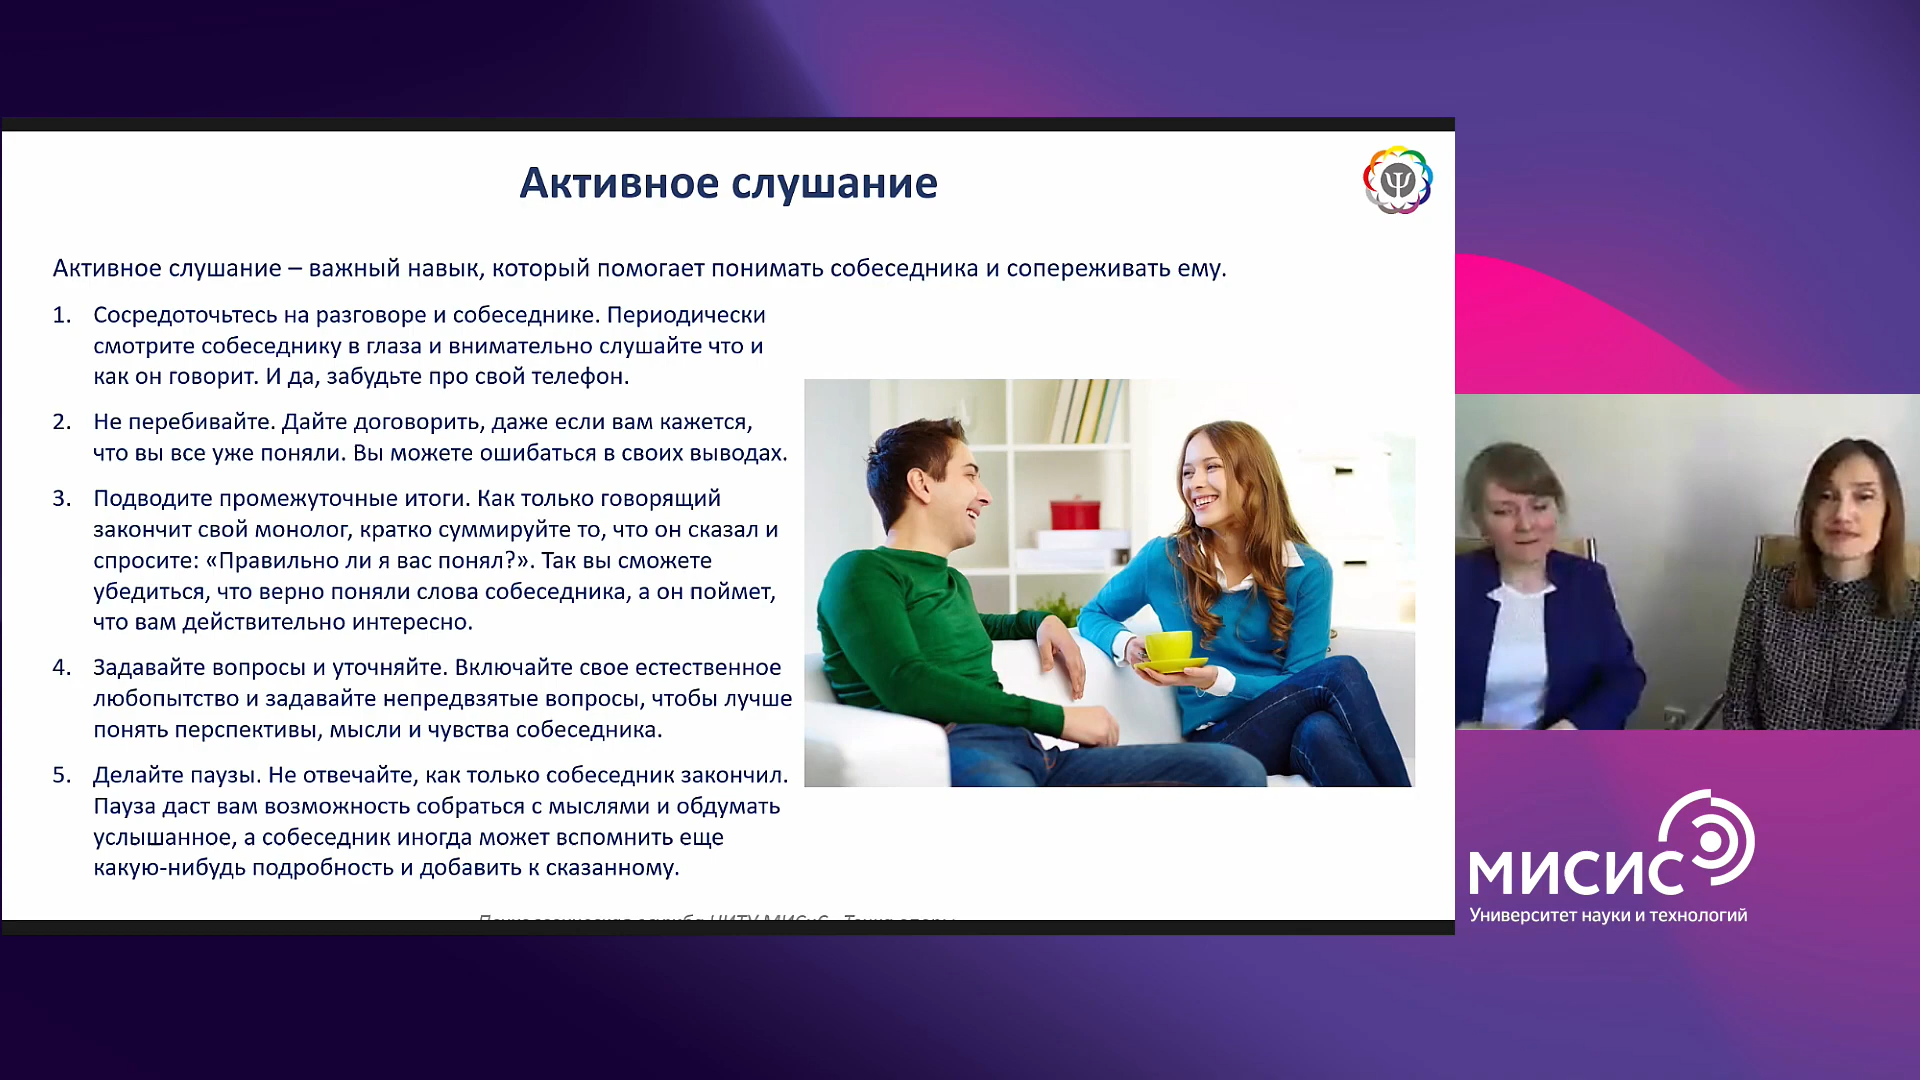 Активное слушание
Активное слушание – важный навык, который помогает понимать собеседника и сопереживать ему.
1. Сосредоточьтесь на разговоре и собеседнике. Периодически
смотрите собеседнику в глаза и внимательно слушайте что и
как он говорит. И да, забудьте про свой телефон.
2. Не перебивайте. Дайте договорить, даже если вам кажется,
что вы все уже поняли. Вы можете ошибаться в своих выводах.
3. Подводите промежуточные итоги. Как только говорящий
закончит свой монолог, кратко суммируйте то, что он сказал и
спросите: «Правильно ли я вас понял?». Так вы сможете
убедиться, что верно поняли слова собеседника, а он поймет,
что вам действительно интересно.
4. Задавайте вопросы и уточняйте. Включайте свое естественное
любопытство и задавайте непредвзятые вопросы, чтобы лучше
понять перспективы, мысли и чувства собеседника.
5. Делайте паузы. Не отвечайте, как только собеседник закончил.
Пауза даст вам возможность собраться с мыслями и обдумать
услышанное, а собеседник иногда может вспомнить еще
какую-нибудь подробность и добавить к сказанному.
МИСИС
Университет науки и технологий